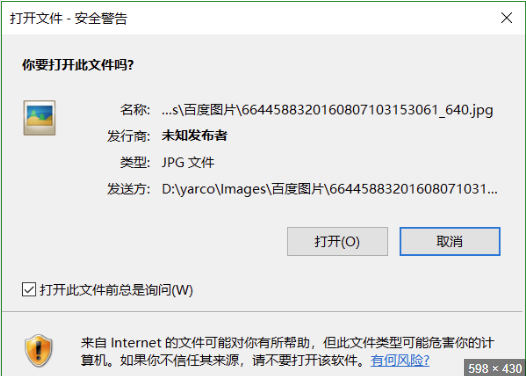 打开文件 - 安全警告
你要打开此文件吗?
名称: ...s\百度图片\6644588320160807103153061_640.jpg
发行商: 未知发布者
类型: JPG 文件
发送方: D:\yarco\Images\百度图片\66445883201608071031...
打开(O) 取消
打开此文件前总是询问(W)
来自 Internet 的文件可能对你有所帮助，但此文件类型可能危害你的计
算机。如果你不信任其来源，请不要打开该软件。有何风险?
598 × 430